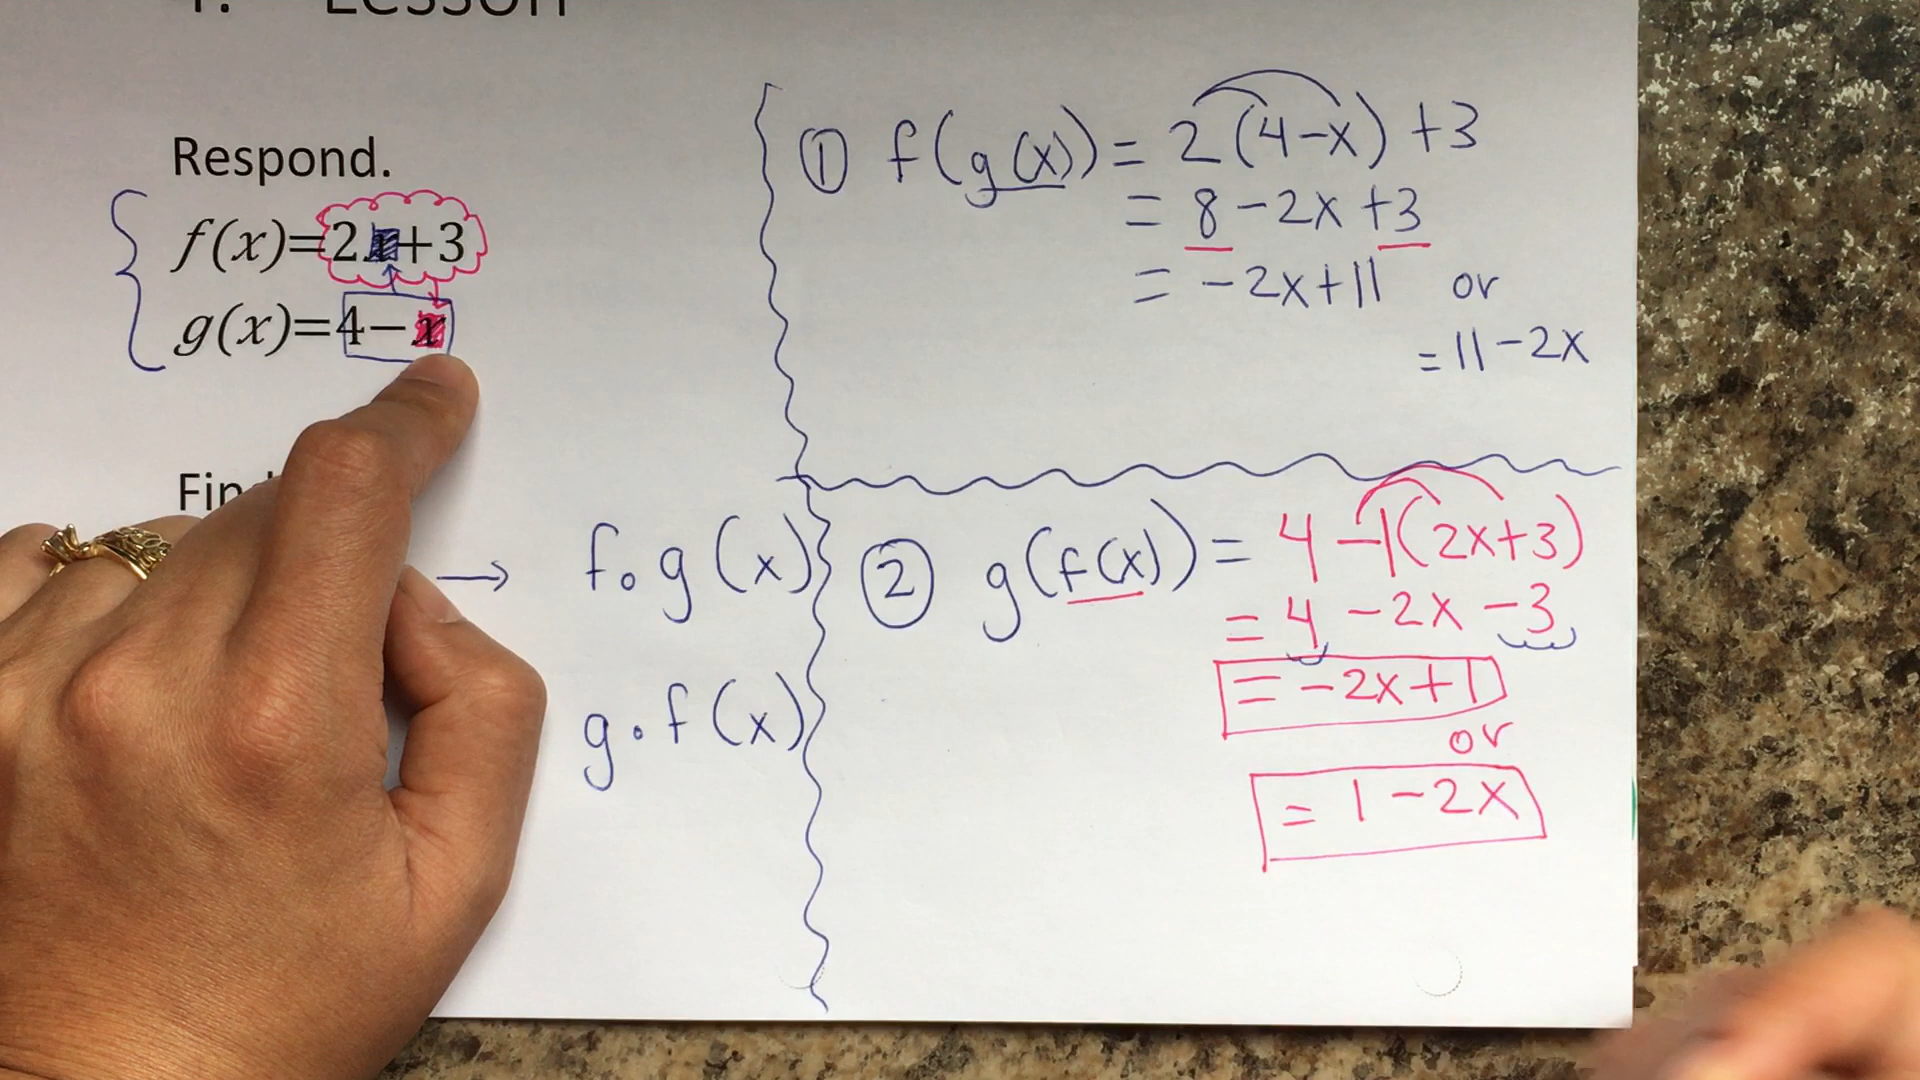 Lesson
Respond.
f(x)=2x+3
g(x)=4−x
① f(g(x)) = 2(4−x) +3
= 8 −2x +3
= −2x+11 or
= 11−2x
→ f∘g(x)
g∘f(x)
② g(f(x)) = 4 −1(2x+3)
= 4 −2x −3
= −2x+1
or
= 1 −2x